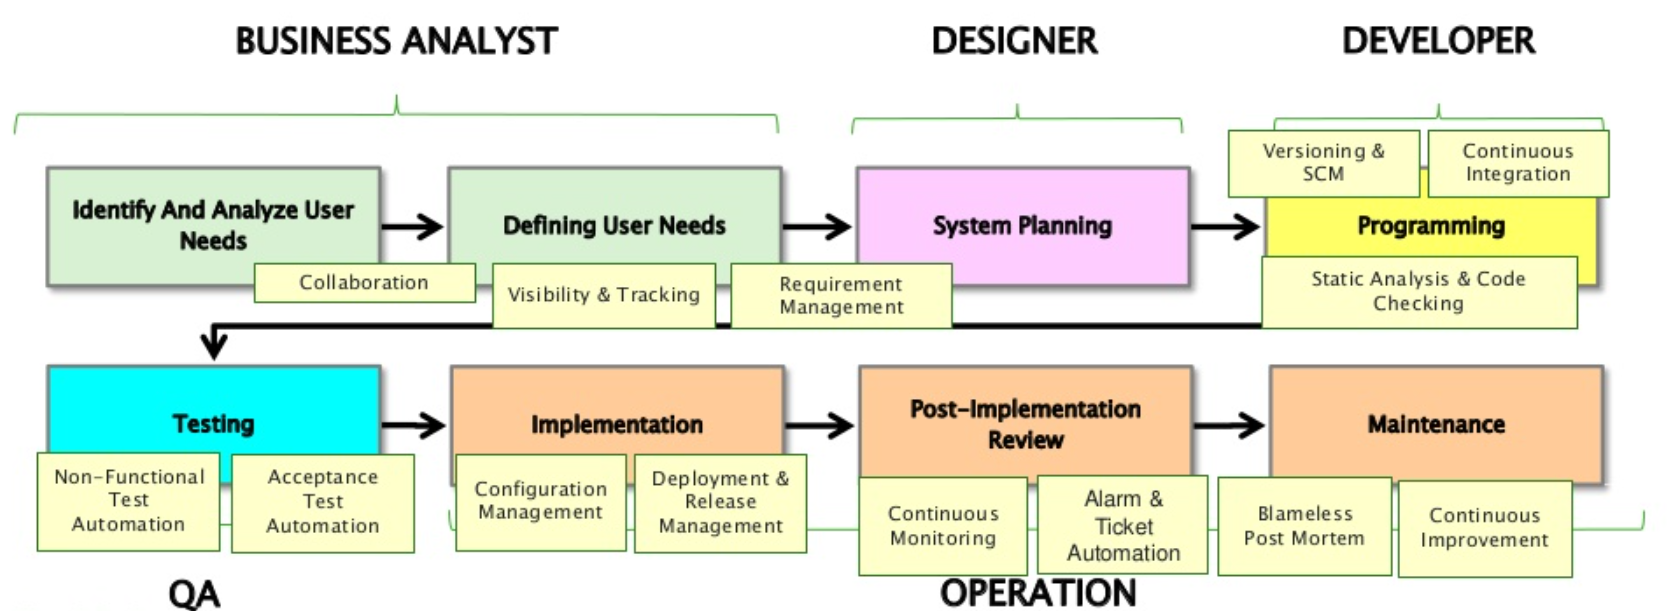 BUSINESS ANALYST
DESIGNER
DEVELOPER
Versioning &
SCM
Continuous
Integration
Identify And Analyze User
Needs
Defining User Needs
System Planning
Programming
Collaboration
Visibility & Tracking
Requirement
Management
Static Analysis & Code
Checking
Testing
Implementation
Post-Implementation
Review
Maintenance
Non-Functional
Test
Automation
Acceptance
Test
Automation
Configuration
Management
Deployment &
Release
Management
Continuous
Monitoring
Alarm &
Ticket
Automation
Blameless
Post Mortem
Continuous
Improvement
QA
OPERATION